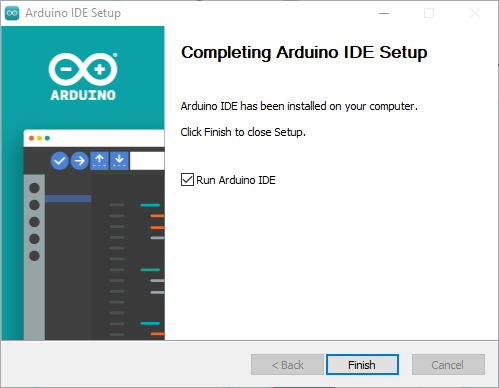 Arduino IDE Setup
ARDUINO
Completing Arduino IDE Setup
Arduino IDE has been installed on your computer.
Click Finish to close Setup.
Run Arduino IDE
< Back
Finish
Cancel